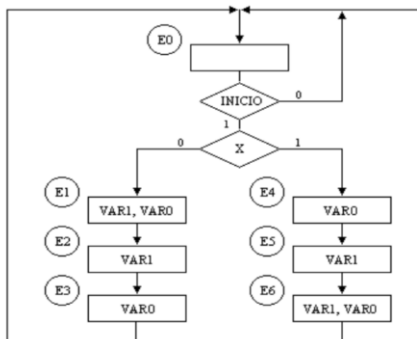 E0
INICIO
0
1
0
X
1
E1
VAR1, VAR0
E4
VAR0
E2
VAR1
E5
VAR1
E3
VAR0
E6
VAR1, VAR0